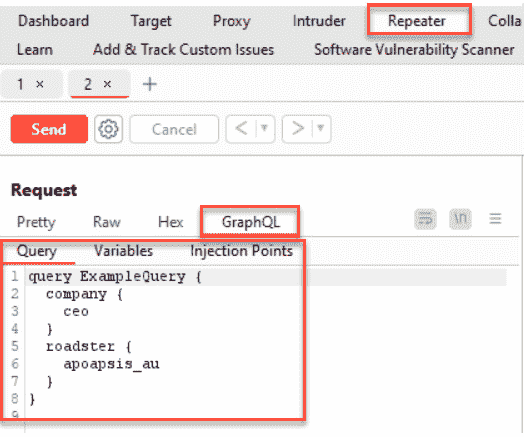 Dashboard Target Proxy Intruder Repeater Colla
Learn Add & Track Custom Issues Software Vulnerability Scanner
1 × 2 × +
Send Cancel < ▾ > ▾
Request
Pretty Raw Hex GraphQL \n ≡
Query Variables Injection Points
1 query ExampleQuery {
2 company {
3 ceo
4 }
5 roadster {
6 apoapsis_au
7 }
8 }
9